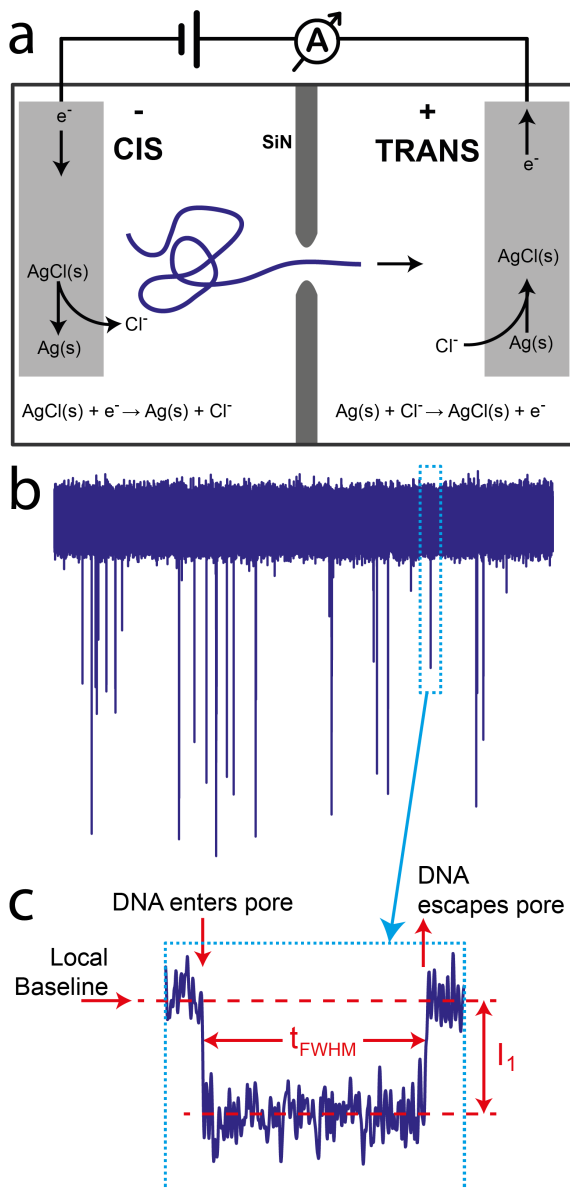 a
A
e⁻
-
CIS
SiN
+
TRANS
e⁻
AgCl(s)
Cl⁻
Ag(s)
AgCl(s)
Cl⁻
Ag(s)
AgCl(s) + e⁻ → Ag(s) + Cl⁻
Ag(s) + Cl⁻ → AgCl(s) + e⁻
b
c
DNA enters pore
DNA
escapes pore
Local
Baseline
t_FWHM
I₁